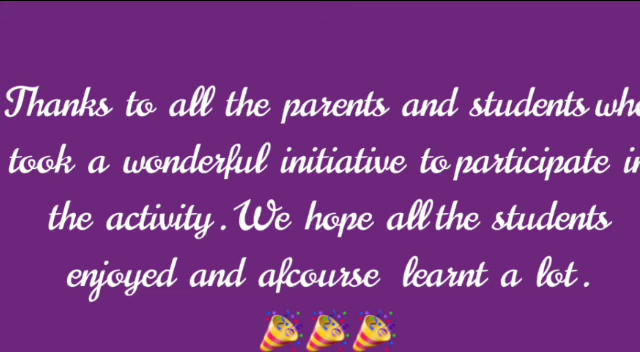 Thanks to all the parents and students who
took a wonderful initiative to participate in
the activity . We hope all the students
enjoyed and afcourse learnt a lot .